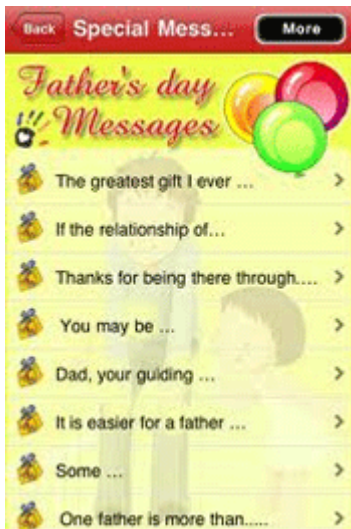 Back Special Mess... More
Father's day
Messages
The greatest gift I ever ...
If the relationship of...
Thanks for being there through....
You may be ...
Dad, your guiding ...
It is easier for a father ...
Some ...
One father is more than.....